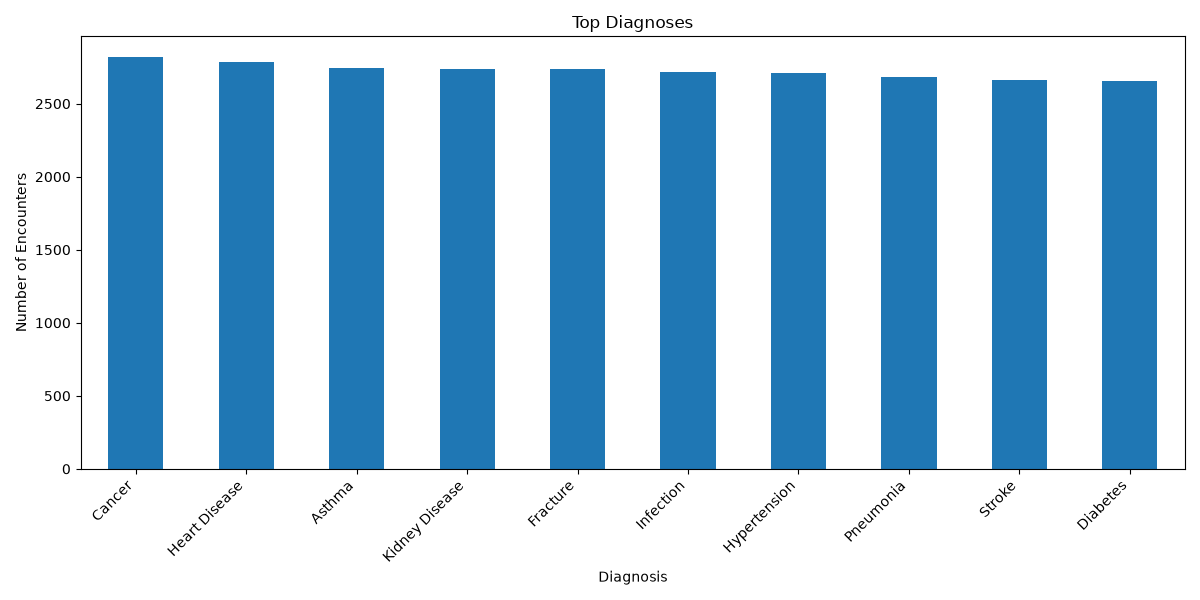 Top Diagnoses
Number of Encounters
2500
2000
1500
1000
500
0
Cancer
Heart Disease
Asthma
Kidney Disease
Fracture
Infection
Hypertension
Pneumonia
Stroke
Diabetes
Diagnosis